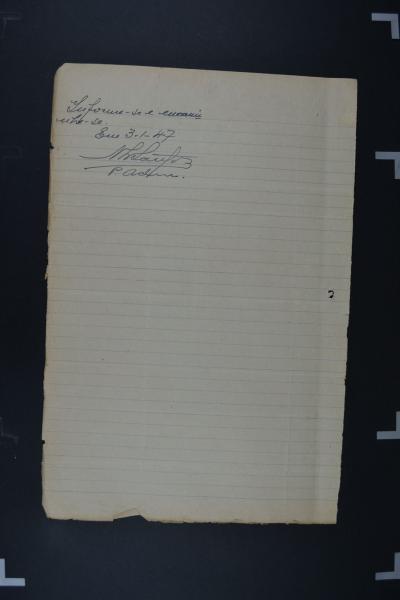 Informe-se e encami
nhe-se.
Em 3-1-47
P. Adm.